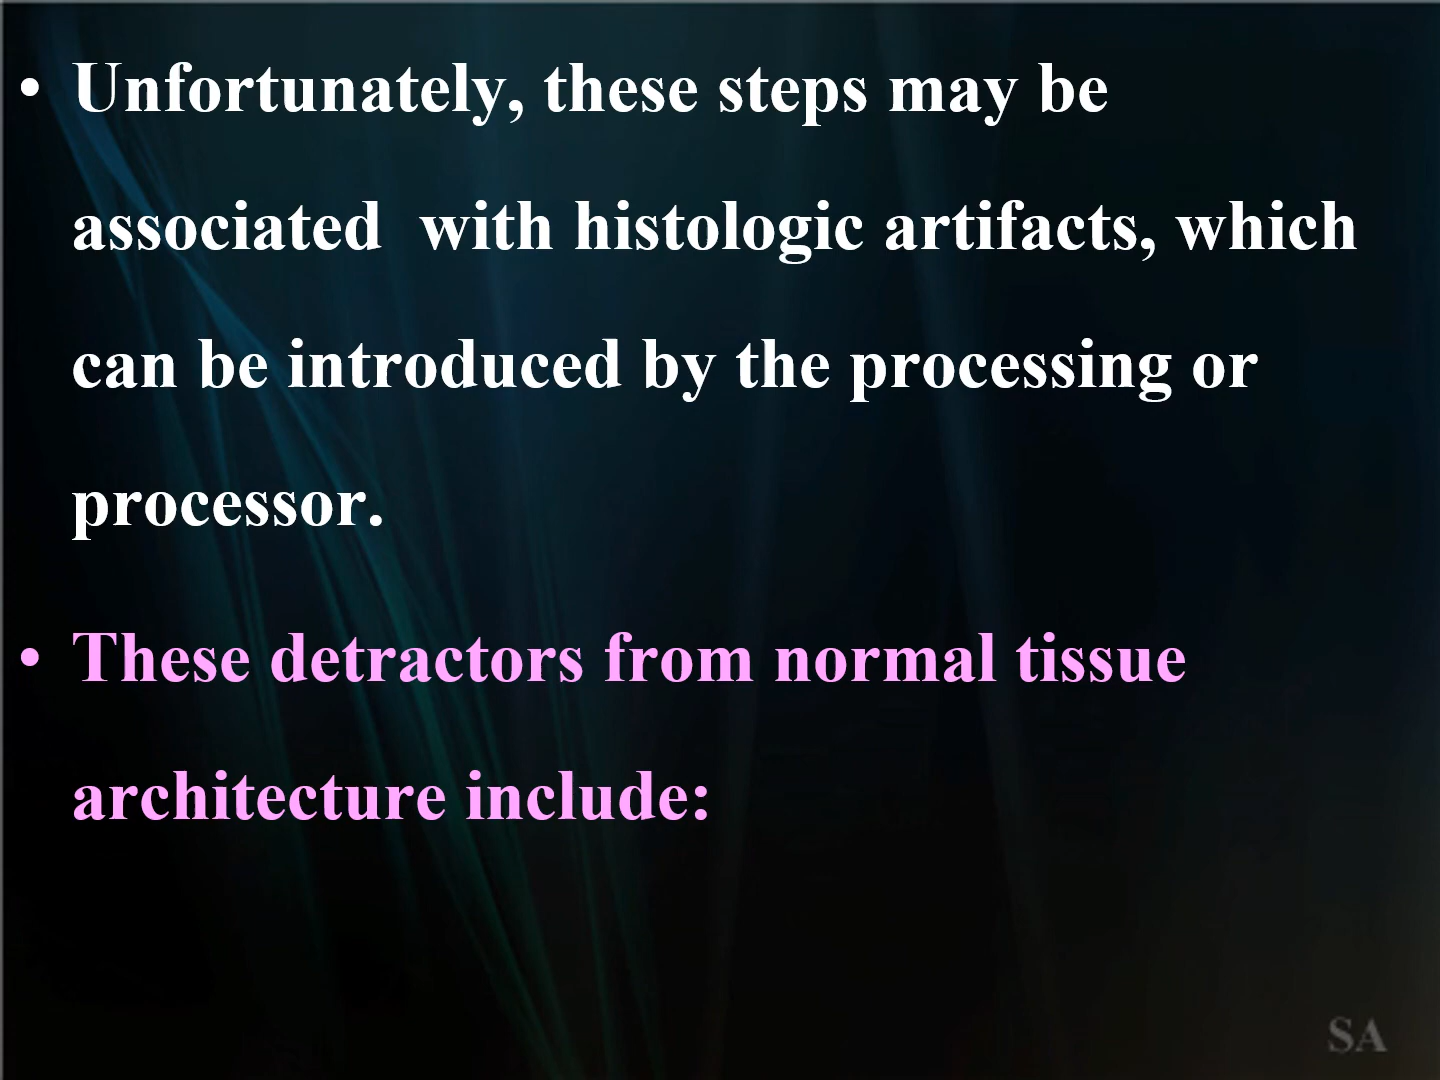 • Unfortunately, these steps may be
associated  with histologic artifacts, which
can be introduced by the processing or
processor.
• These detractors from normal tissue
architecture include:
SA